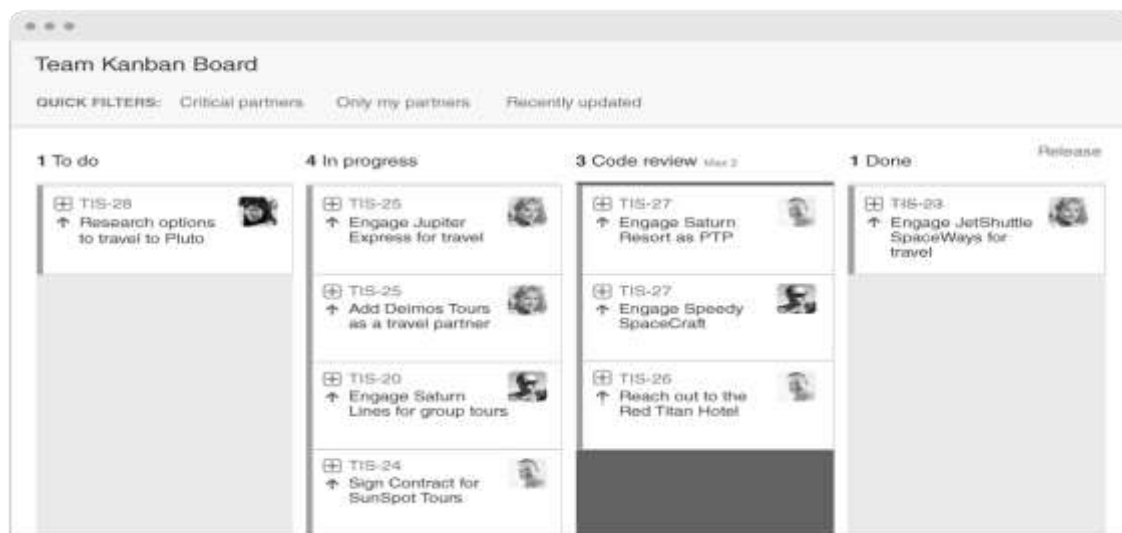 Team Kanban Board
QUICK FILTERS: Critical partners Only my partners Recently updated
Release
1 To do
TIS-28
Research options
to travel to Pluto
4 In progress
TIS-25
Engage Jupiter
Express for travel
TIS-25
Add Deimos Tours
as a travel partner
TIS-20
Engage Saturn
Lines for group tours
TIS-24
Sign Contract for
SunSpot Tours
3 Code review Max 2
TIS-27
Engage Saturn
Resort as PTP
TIS-27
Engage Speedy
SpaceCraft
TIS-26
Reach out to the
Red Titan Hotel
1 Done
TIS-23
Engage JetShuttle
SpaceWays for
travel